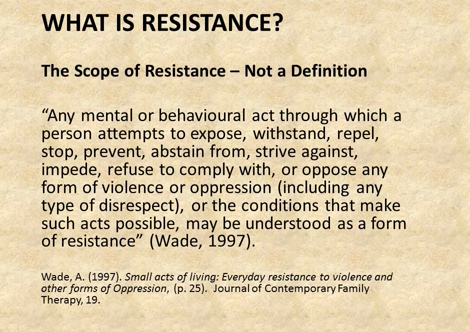 WHAT IS RESISTANCE?
The Scope of Resistance – Not a Definition
“Any mental or behavioural act through which a
person attempts to expose, withstand, repel,
stop, prevent, abstain from, strive against,
impede, refuse to comply with, or oppose any
form of violence or oppression (including any
type of disrespect), or the conditions that make
such acts possible, may be understood as a form
of resistance” (Wade, 1997).
Wade, A. (1997). Small acts of living: Everyday resistance to violence and
other forms of Oppression, (p. 25). Journal of Contemporary Family
Therapy, 19.